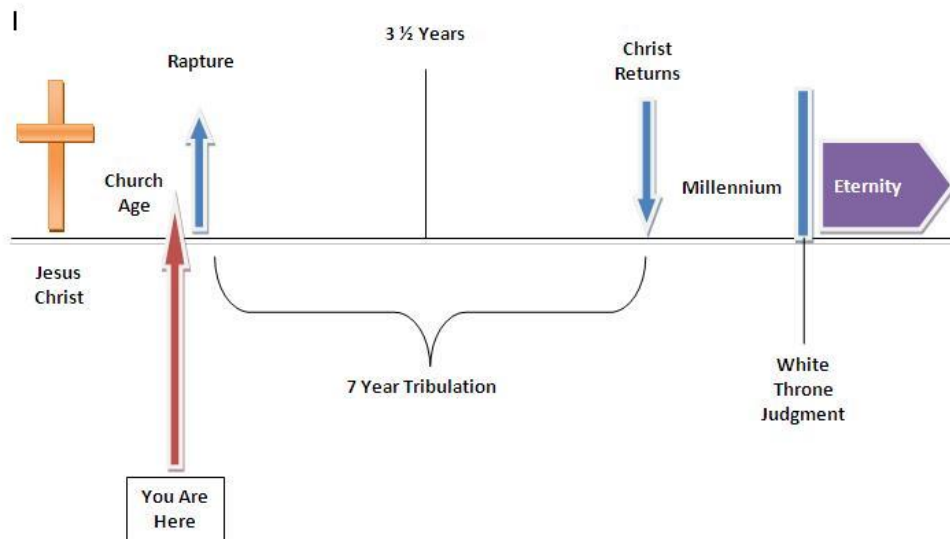 I
3 ½ Years
Rapture
Christ
Returns
Church
Age
Millennium
Eternity
Jesus
Christ
7 Year Tribulation
White
Throne
Judgment
You Are
Here